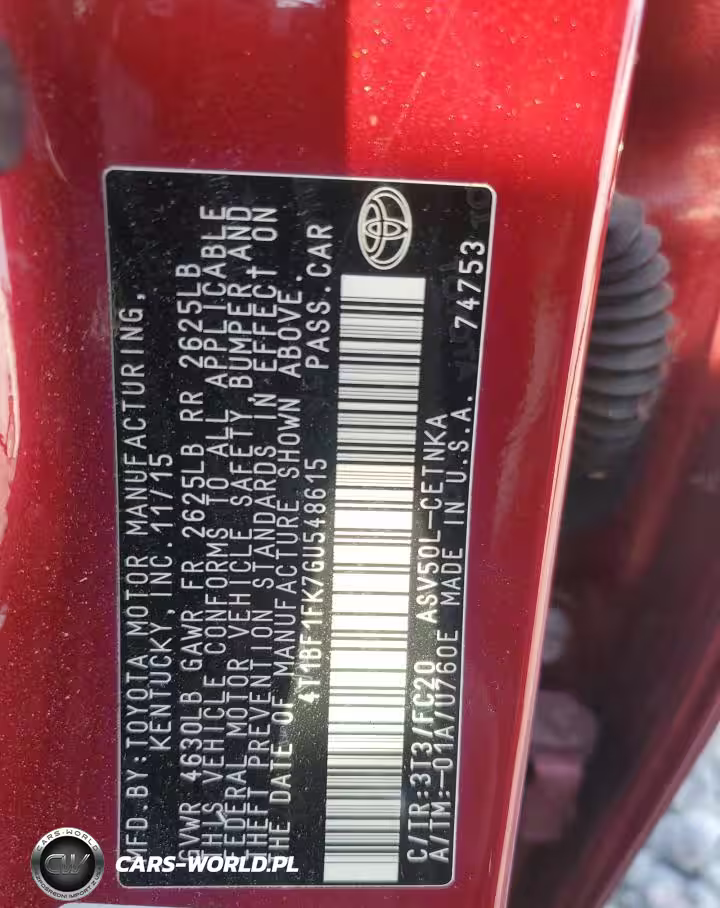 MFD.BY:TOYOTA MOTOR MANUFACTURING,
KENTUCKY, INC. 11/15
GVWR 4630LB GAWR FR 2625LB RR 2625LB
THIS VEHICLE CONFORMS TO ALL APPLICABLE
FEDERAL MOTOR VEHICLE SAFETY, BUMPER, AND
THEFT PREVENTION STANDARDS IN EFFECT ON
THE DATE OF MANUFACTURE SHOWN ABOVE.
4T1BF1FK7GU548615 PASS.CAR
C/TR:3T3/FC20 ASV50L-CETNKA
A/TM:-01A/U760E MADE IN U.S.A. 74753
CARS-WORLD
CW
CARS-WORLD.PL